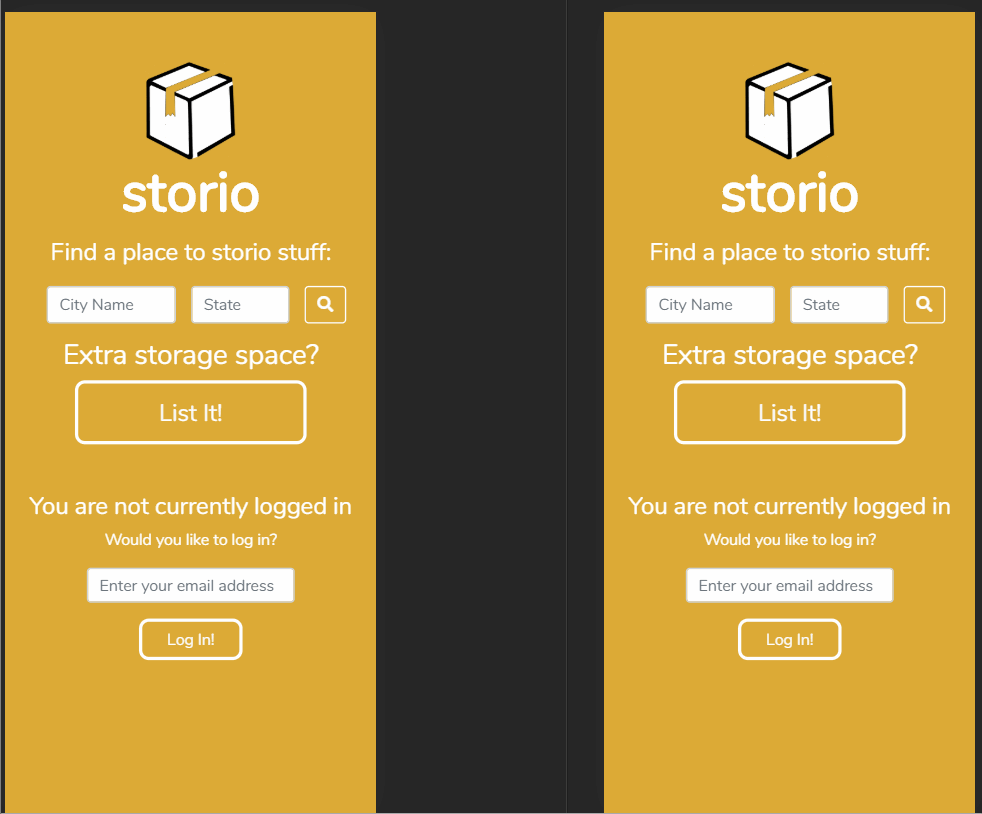 storio
Find a place to storio stuff:
City Name State
Extra storage space?
List It!
You are not currently logged in
Would you like to log in?
Enter your email address
Log In!
storio
Find a place to storio stuff:
City Name State
Extra storage space?
List It!
You are not currently logged in
Would you like to log in?
Enter your email address
Log In!